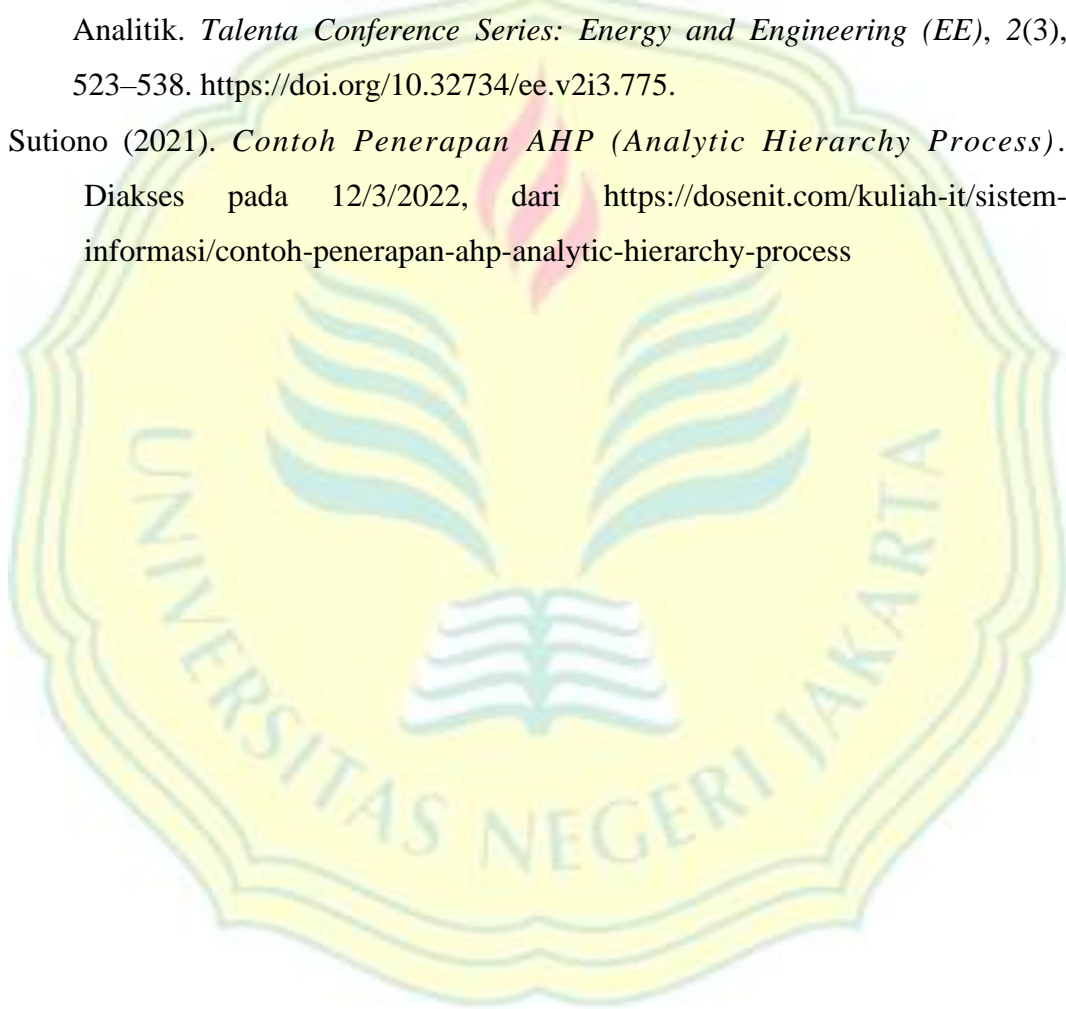 Analitik. Talenta Conference Series: Energy and Engineering (EE), 2(3),
523–538. https://doi.org/10.32734/ee.v2i3.775.
Sutiono (2021). Contoh Penerapan AHP (Analytic Hierarchy Process).
Diakses pada 12/3/2022, dari https://dosenit.com/kuliah-it/sistem-
informasi/contoh-penerapan-ahp-analytic-hierarchy-process
UNIVERSITAS NEGERI JAKARTA